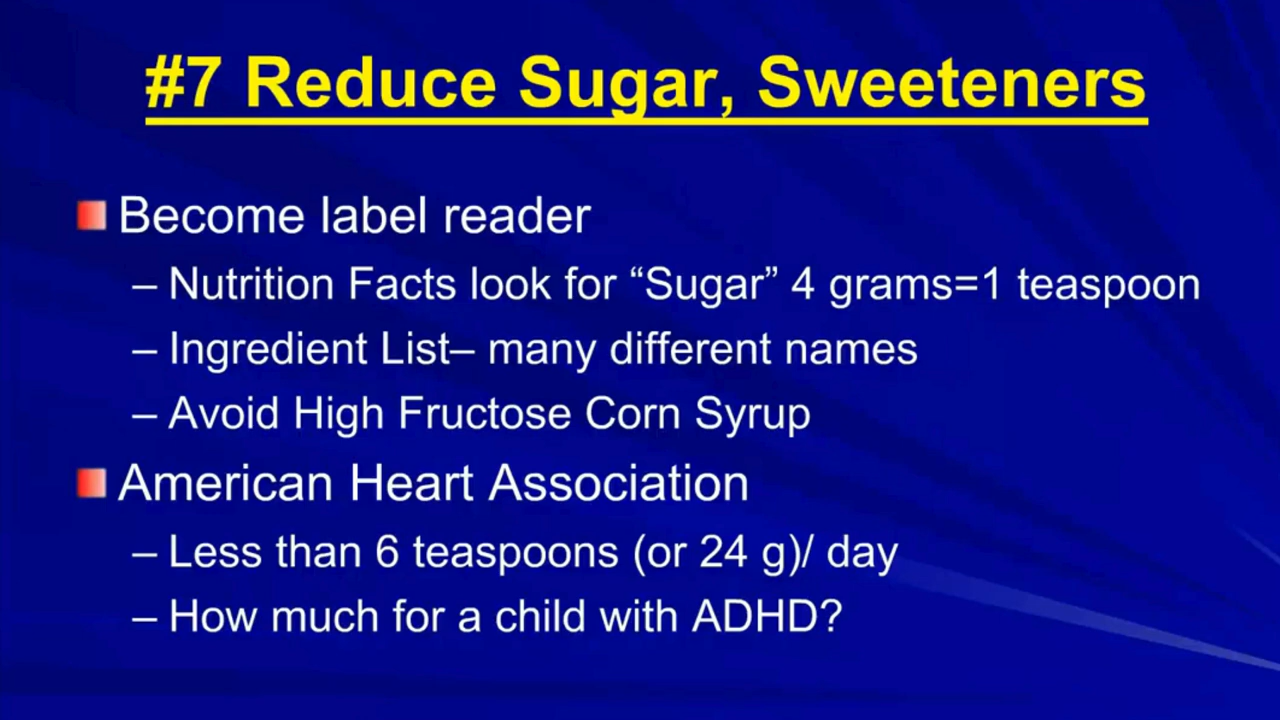 #7 Reduce Sugar, Sweeteners
Become label reader
– Nutrition Facts look for “Sugar” 4 grams=1 teaspoon
– Ingredient List– many different names
– Avoid High Fructose Corn Syrup
American Heart Association
– Less than 6 teaspoons (or 24 g)/ day
– How much for a child with ADHD?